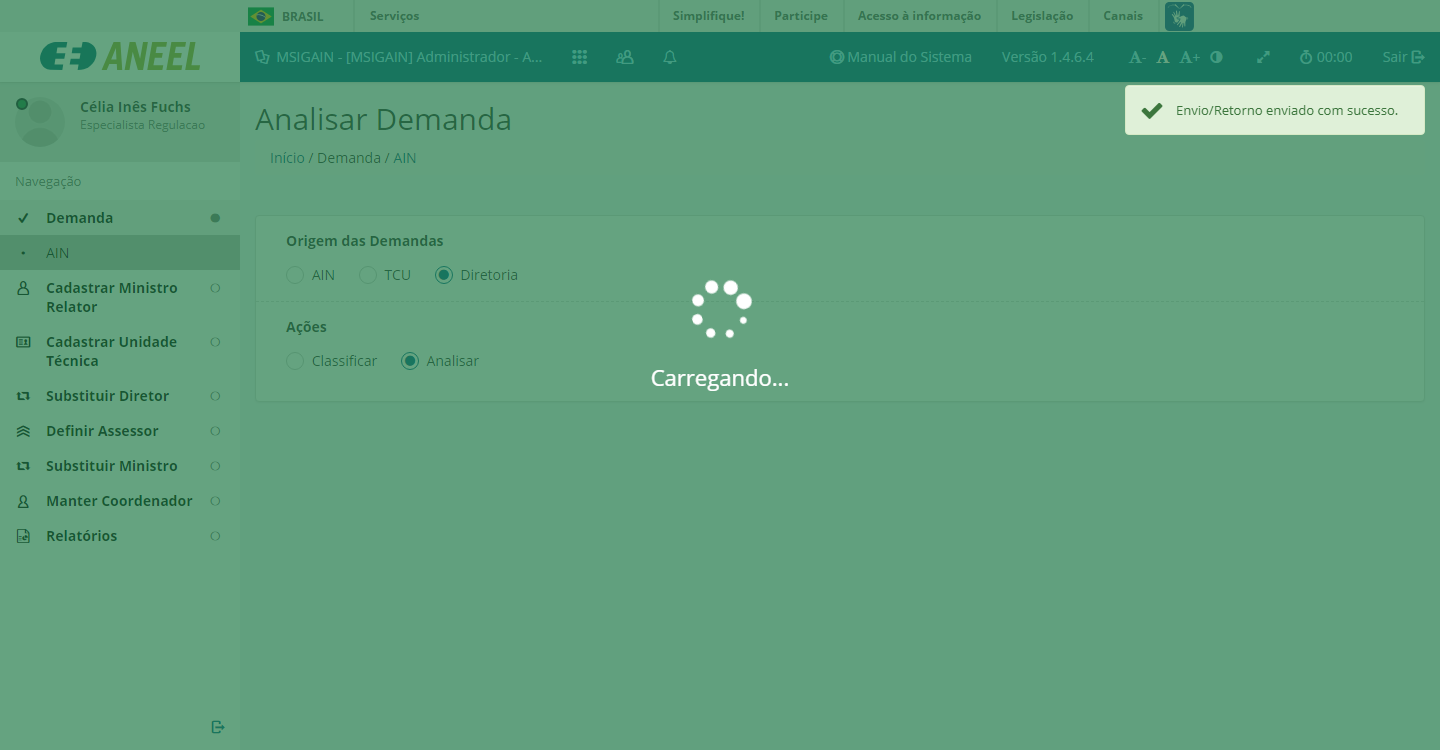 BRASIL
Serviços
Simplifique!
Participe
Acesso à informação
Legislação
Canais
ANEEL
MSIGAIN - [MSIGAIN] Administrador - A...
Manual do Sistema
Versão 1.4.6.4
A-
A
A+
00:00
Sair
Célia Inês Fuchs
Especialista Regulacao
Envio/Retorno enviado com sucesso.
Analisar Demanda
Início / Demanda / AIN
Navegação
Demanda
AIN
Cadastrar Ministro
Relator
Cadastrar Unidade
Técnica
Substituir Diretor
Definir Assessor
Substituir Ministro
Manter Coordenador
Relatórios
Origem das Demandas
AIN
TCU
Diretoria
Ações
Classificar
Analisar
Carregando...